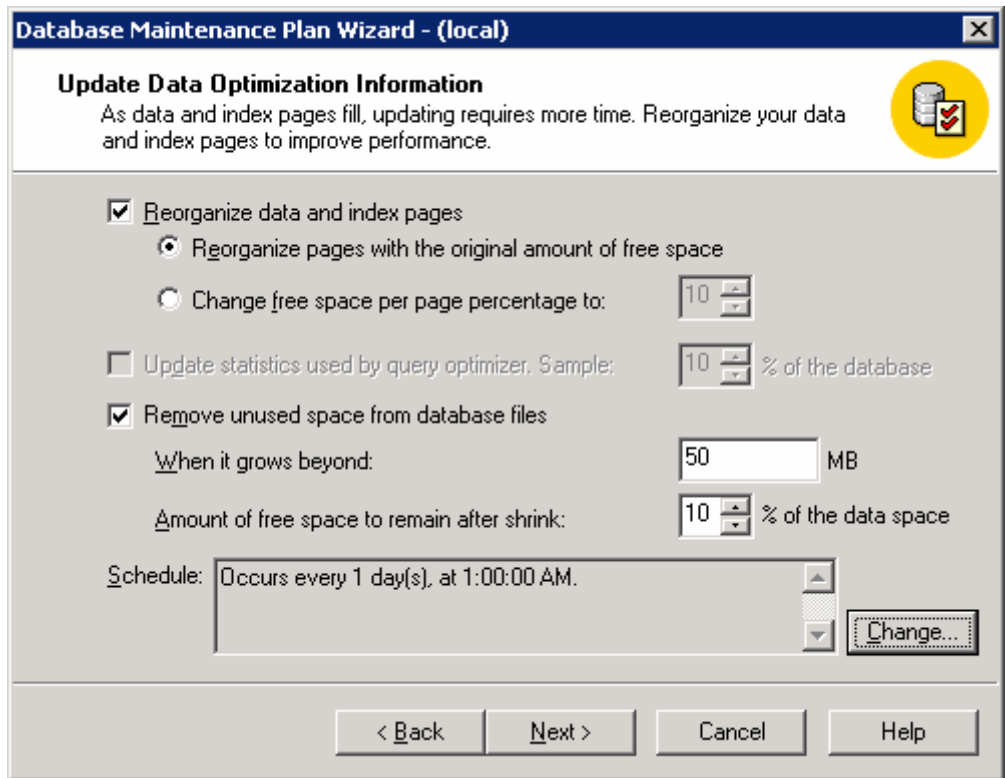 Database Maintenance Plan Wizard - (local)
Update Data Optimization Information
As data and index pages fill, updating requires more time. Reorganize your data
and index pages to improve performance.
Reorganize data and index pages
Reorganize pages with the original amount of free space
Change free space per page percentage to: 10
Update statistics used by query optimizer. Sample: 10 % of the database
Remove unused space from database files
When it grows beyond: 50 MB
Amount of free space to remain after shrink: 10 % of the data space
Schedule: Occurs every 1 day(s), at 1:00:00 AM.
Change...
< Back Next > Cancel Help